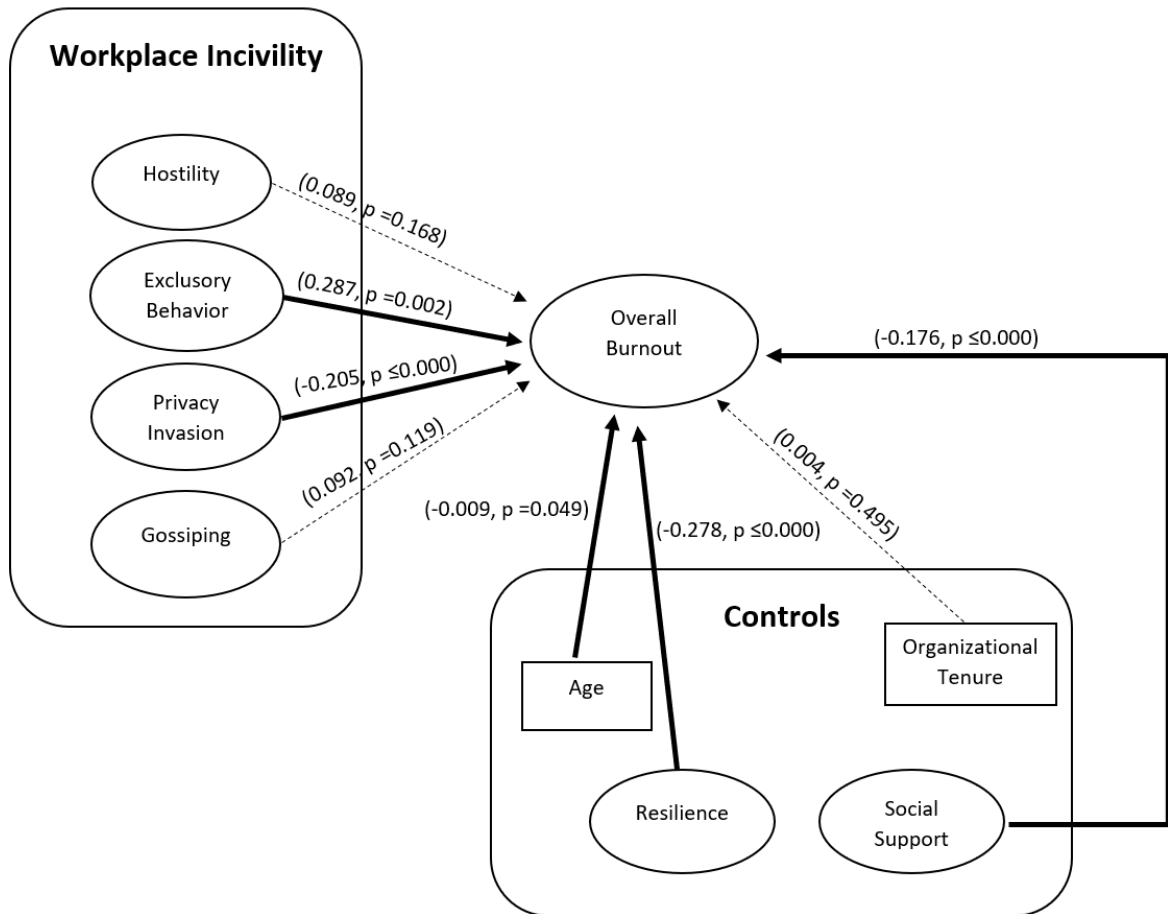 Workplace Incivility
Hostility
(0.089, p =0.168)
Exclusory
Behavior
(0.287, p =0.002)
Privacy
Invasion
(-0.205, p ≤0.000)
Gossiping
(0.092, p =0.119)
Overall
Burnout
(-0.176, p ≤0.000)
(0.004, p =0.495)
(-0.009, p =0.049)
(-0.278, p ≤0.000)
Controls
Organizational
Tenure
Age
Resilience
Social
Support